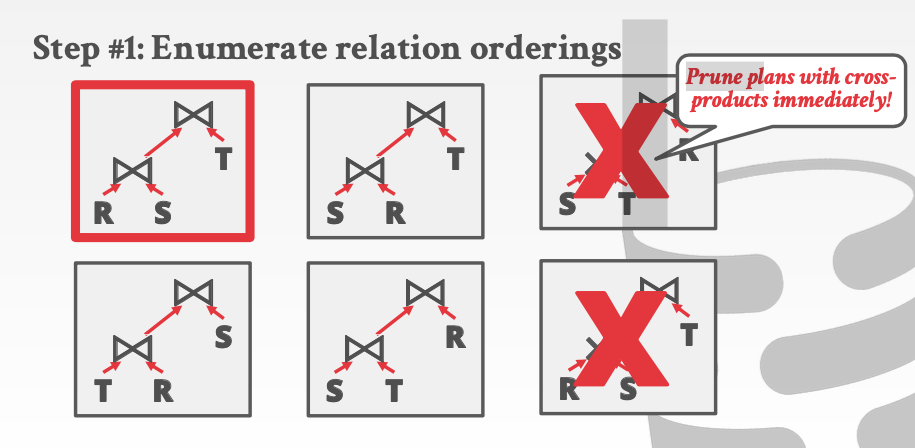 Step #1: Enumerate relation orderings
Prune plans with cross-
products immediately!
T
R S
T
S R
R
S T
S
T R
R
S T
T
R S